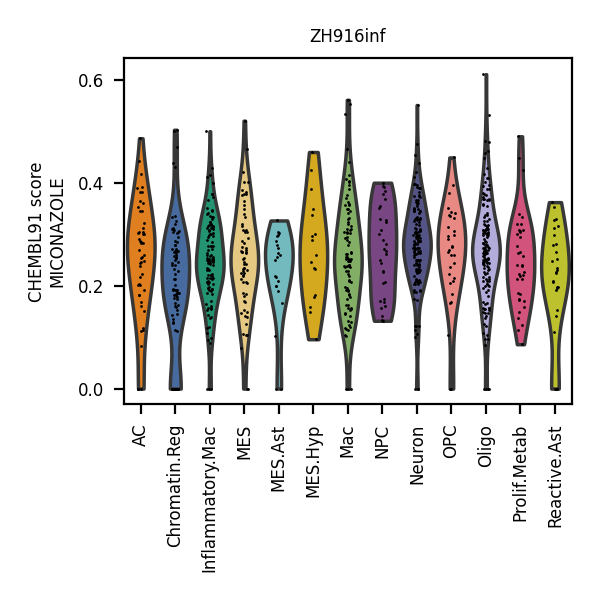 ZH916inf
CHEMBL91 score
MICONAZOLE
0.6
0.4
0.2
0.0
AC
Chromatin.Reg
Inflammatory.Mac
MES
MES.Ast
MES.Hyp
Mac
NPC
Neuron
OPC
Oligo
Prolif.Metab
Reactive.Ast